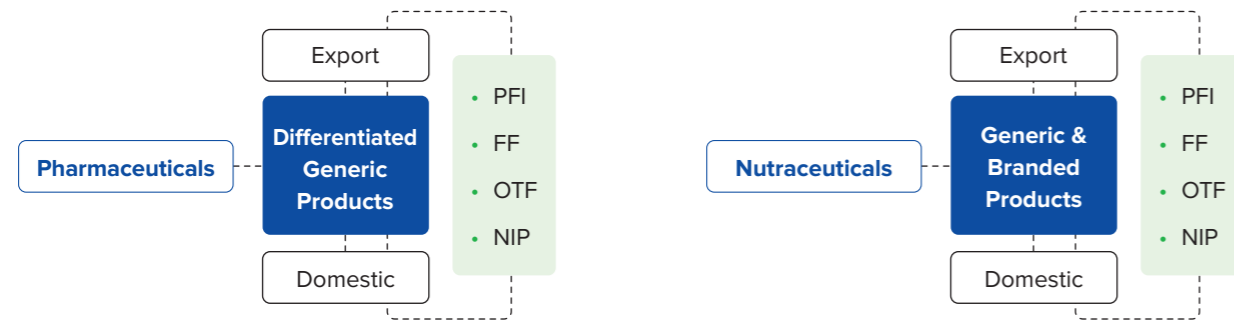 Pharmaceuticals
Export
Differentiated
Generic
Products
Domestic
• PFI
• FF
• OTF
• NIP
Nutraceuticals
Export
Generic &
Branded
Products
Domestic
• PFI
• FF
• OTF
• NIP